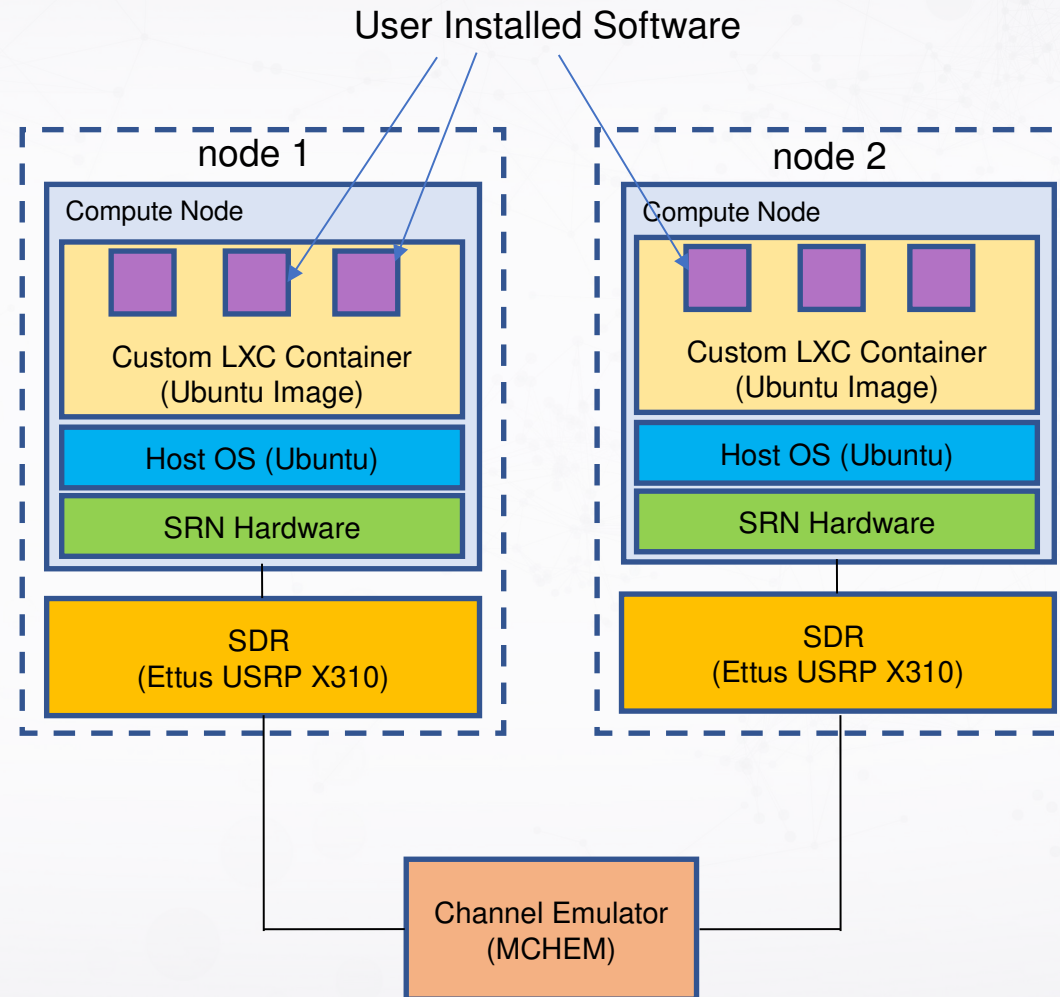 User Installed Software
node 1
Compute Node
Custom LXC Container
(Ubuntu Image)
Host OS (Ubuntu)
SRN Hardware
SDR
(Ettus USRP X310)
node 2
Compute Node
Custom LXC Container
(Ubuntu Image)
Host OS (Ubuntu)
SRN Hardware
SDR
(Ettus USRP X310)
Channel Emulator
(MCHEM)